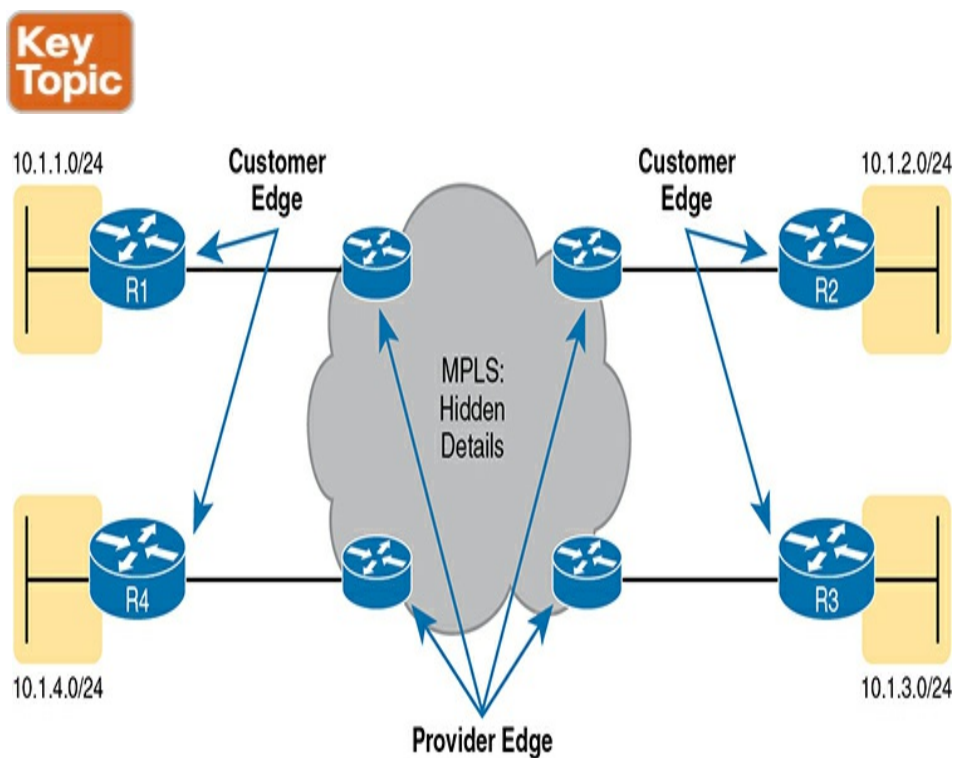 Key
Topic
10.1.1.0/24
Customer
Edge
Customer
Edge
10.1.2.0/24
R1
R2
MPLS:
Hidden
Details
R4
R3
10.1.4.0/24
10.1.3.0/24
Provider Edge